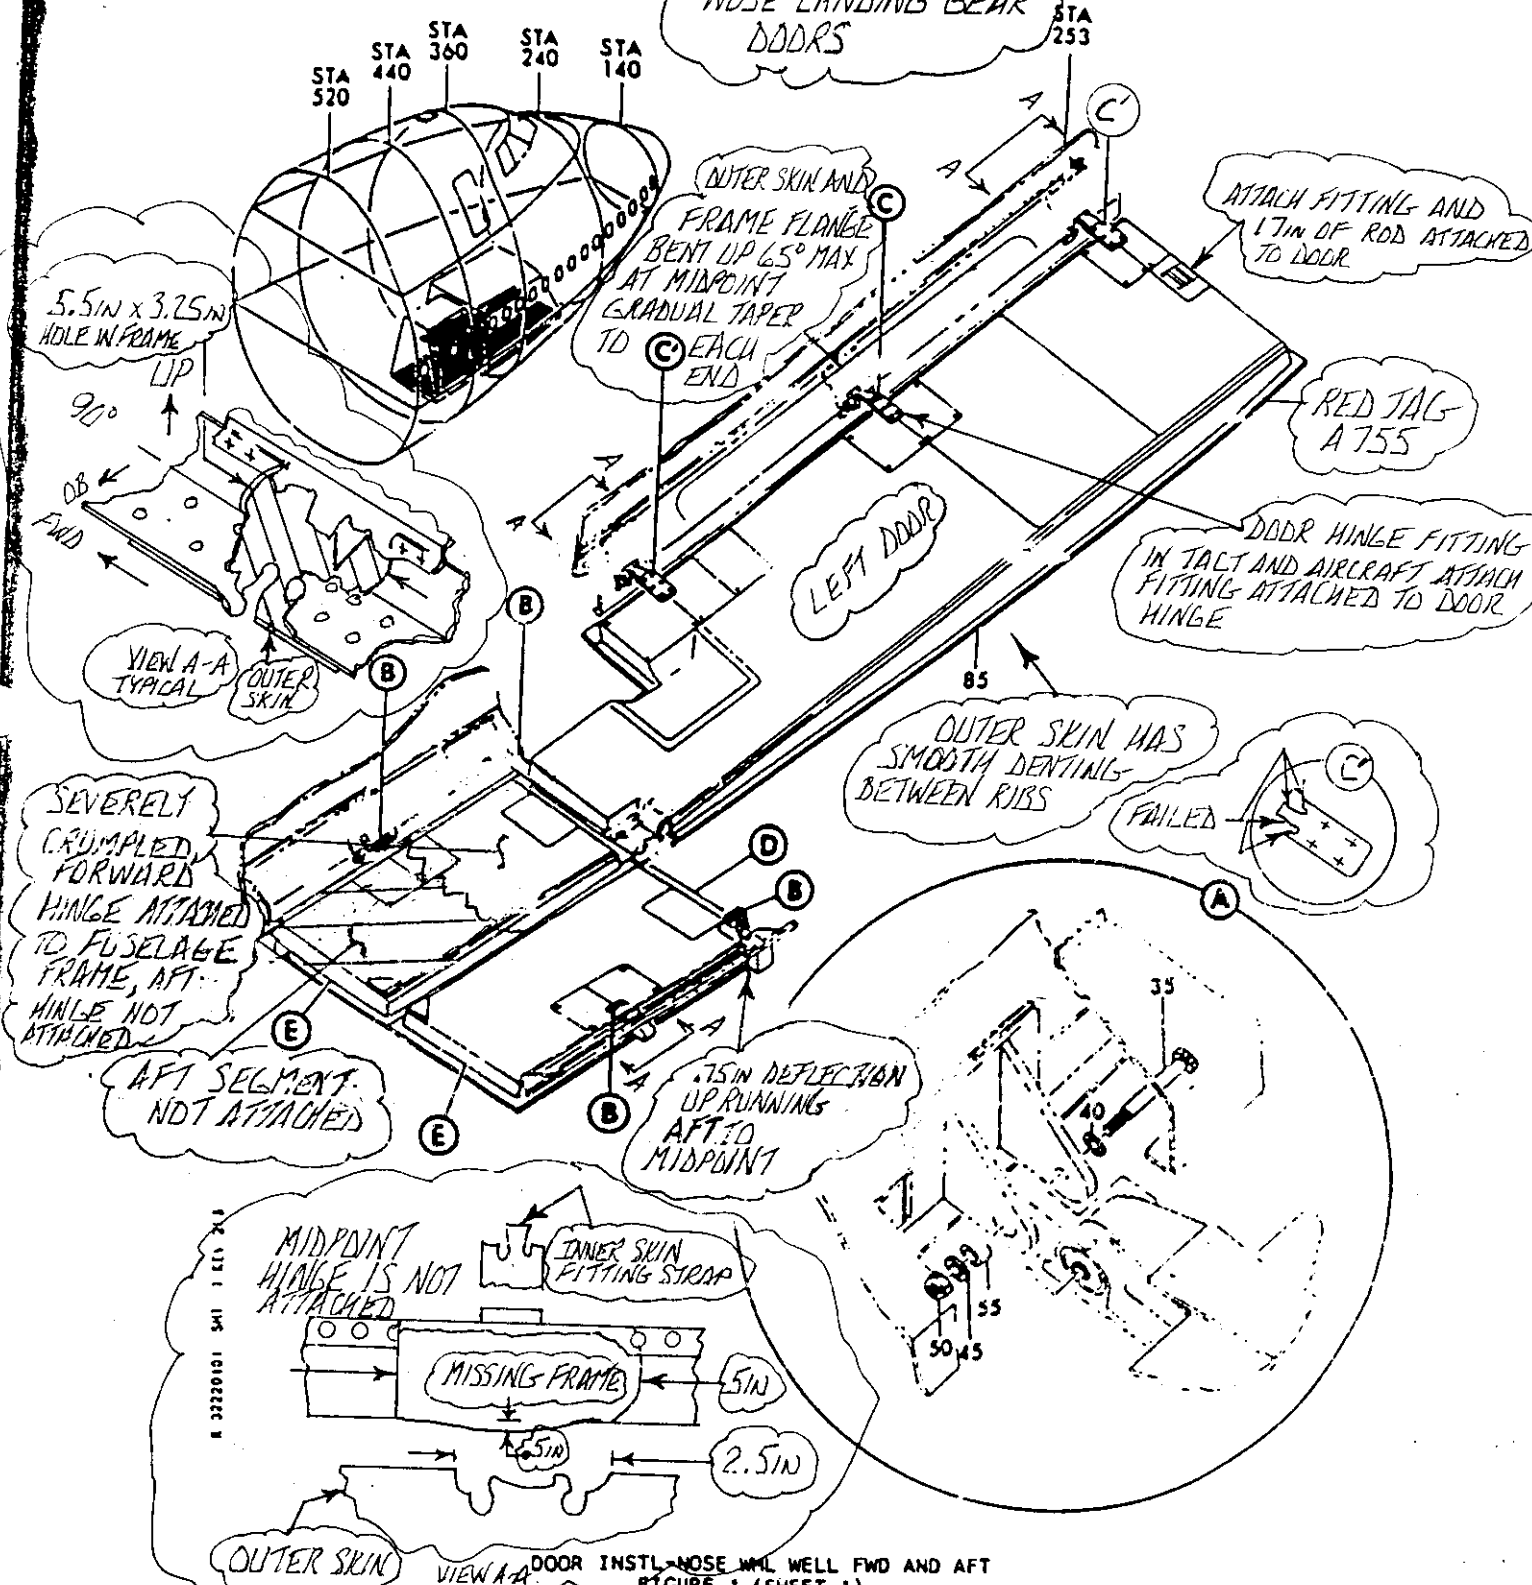 NOSE LANDING GEAR
DOORS
STA
253
STA
520
STA
440
STA
360
STA
240
STA
140
A
A
C'
OUTER SKIN AND
FRAME FLANGE
BENT UP 65° MAX
AT MIDPOINT
GRADUAL TAPER
TO EACH
END
C
C'
ATTACH FITTING AND
17IN OF ROD ATTACHED
TO DOOR
5.5IN X 3.25IN
HOLE IN FRAME
UP
90°
OB
FWD
VIEW A-A
TYPICAL
OUTER
SKIN
A
A
RED TAG
A755
LEFT DOOR
DOOR HINGE FITTING
IN TACT AND AIRCRAFT ATTACH
FITTING ATTACHED TO DOOR
HINGE
B
B
85
OUTER SKIN HAS
SMOOTH DENTING
BETWEEN RIBS
FAILED
C'
SEVERELY
CRUMPLED,
FORWARD
HINGE ATTACHED
TO FUSELAGE
FRAME, AFT
HINGE NOT
ATTACHED
D
B
A
E
AFT SEGMENT
NOT ATTACHED
E
B
A
A
.75IN DEFLECTION
UP RUNNING
AFT TO
MIDPOINT
35
40
55
50
45
MIDPOINT
HINGE IS NOT
ATTACHED
INNER SKIN
FITTING STRAP
MISSING FRAME
5IN
.5IN
2.5IN
OUTER SKIN
VIEW A-A
DOOR INSTL-NOSE WHL WELL FWD AND AFT
FIGURE 1 (SHEET 1)